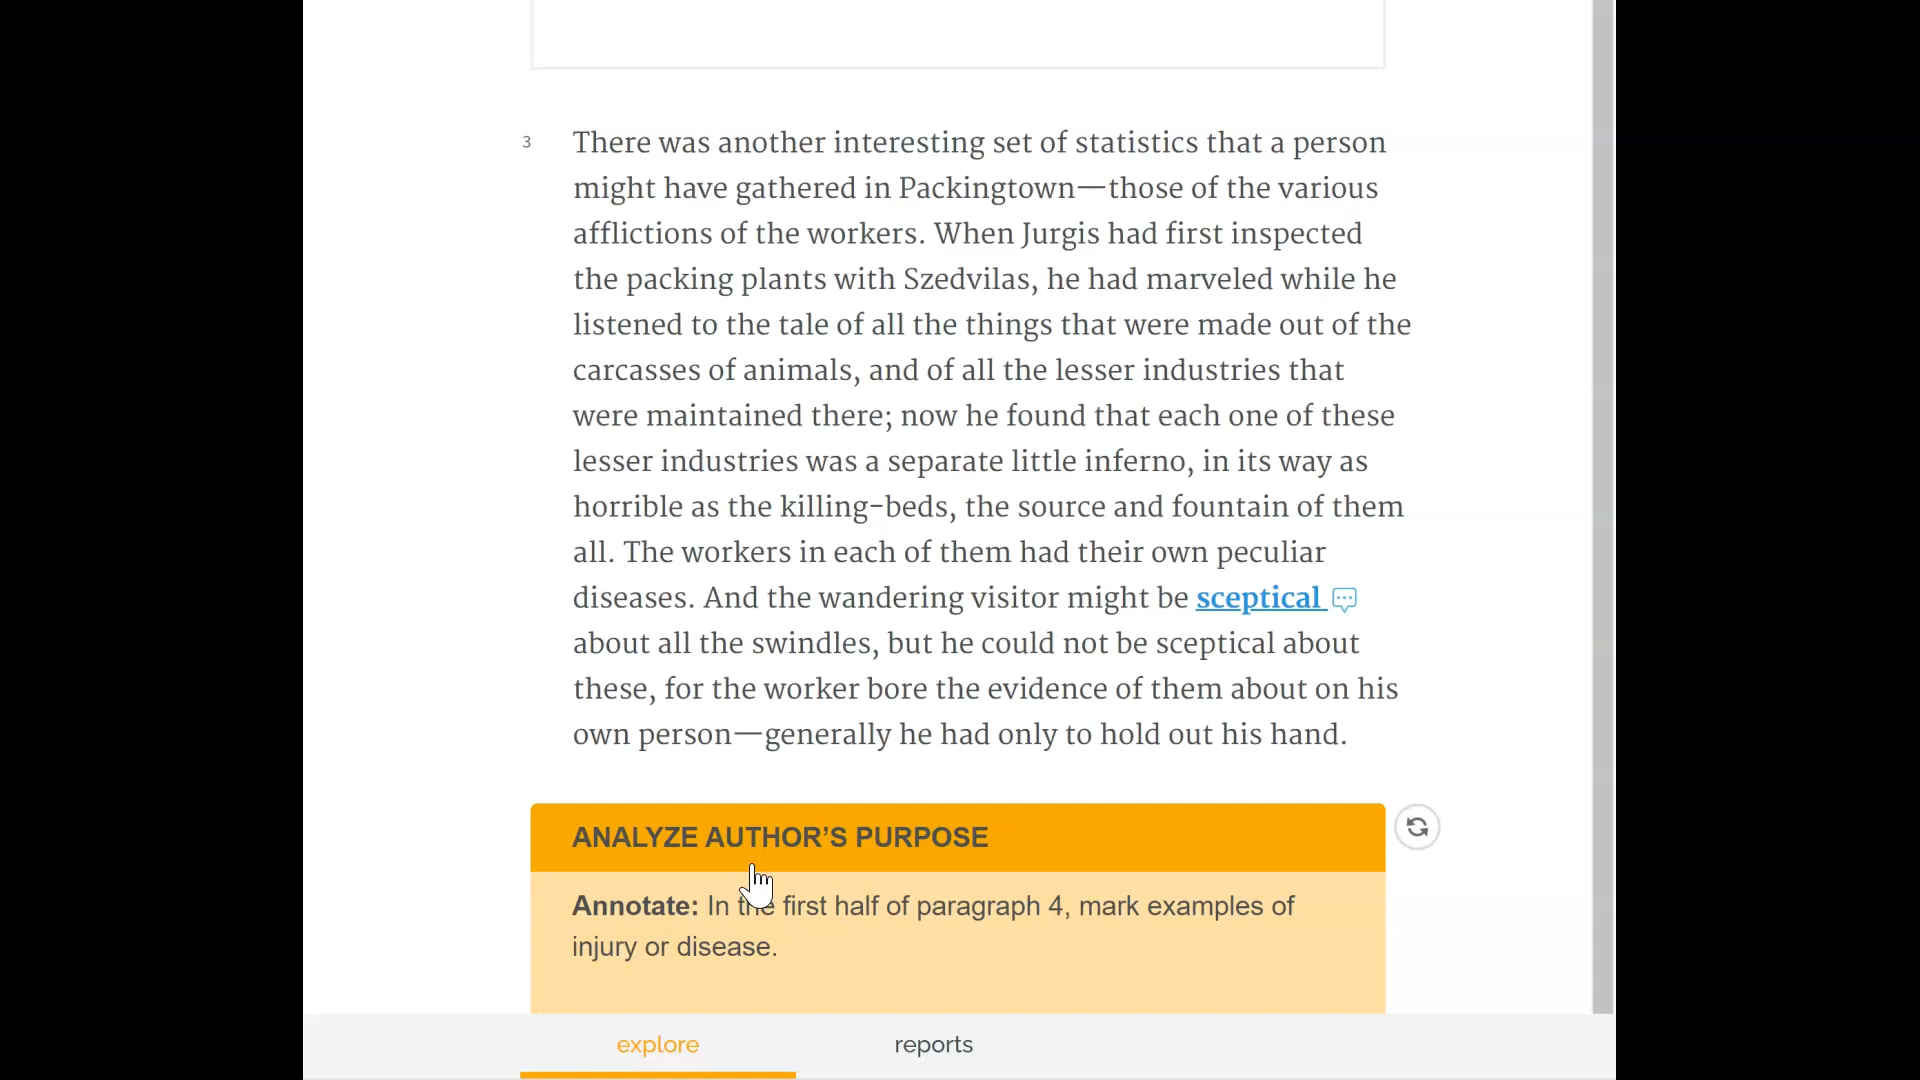 3
There was another interesting set of statistics that a person
might have gathered in Packingtown—those of the various
afflictions of the workers. When Jurgis had first inspected
the packing plants with Szedvilas, he had marveled while he
listened to the tale of all the things that were made out of the
carcasses of animals, and of all the lesser industries that
were maintained there; now he found that each one of these
lesser industries was a separate little inferno, in its way as
horrible as the killing-beds, the source and fountain of them
all. The workers in each of them had their own peculiar
diseases. And the wandering visitor might be sceptical
about all the swindles, but he could not be sceptical about
these, for the worker bore the evidence of them about on his
own person—generally he had only to hold out his hand.
ANALYZE AUTHOR’S PURPOSE
Annotate: In the first half of paragraph 4, mark examples of
injury or disease.
explore
reports